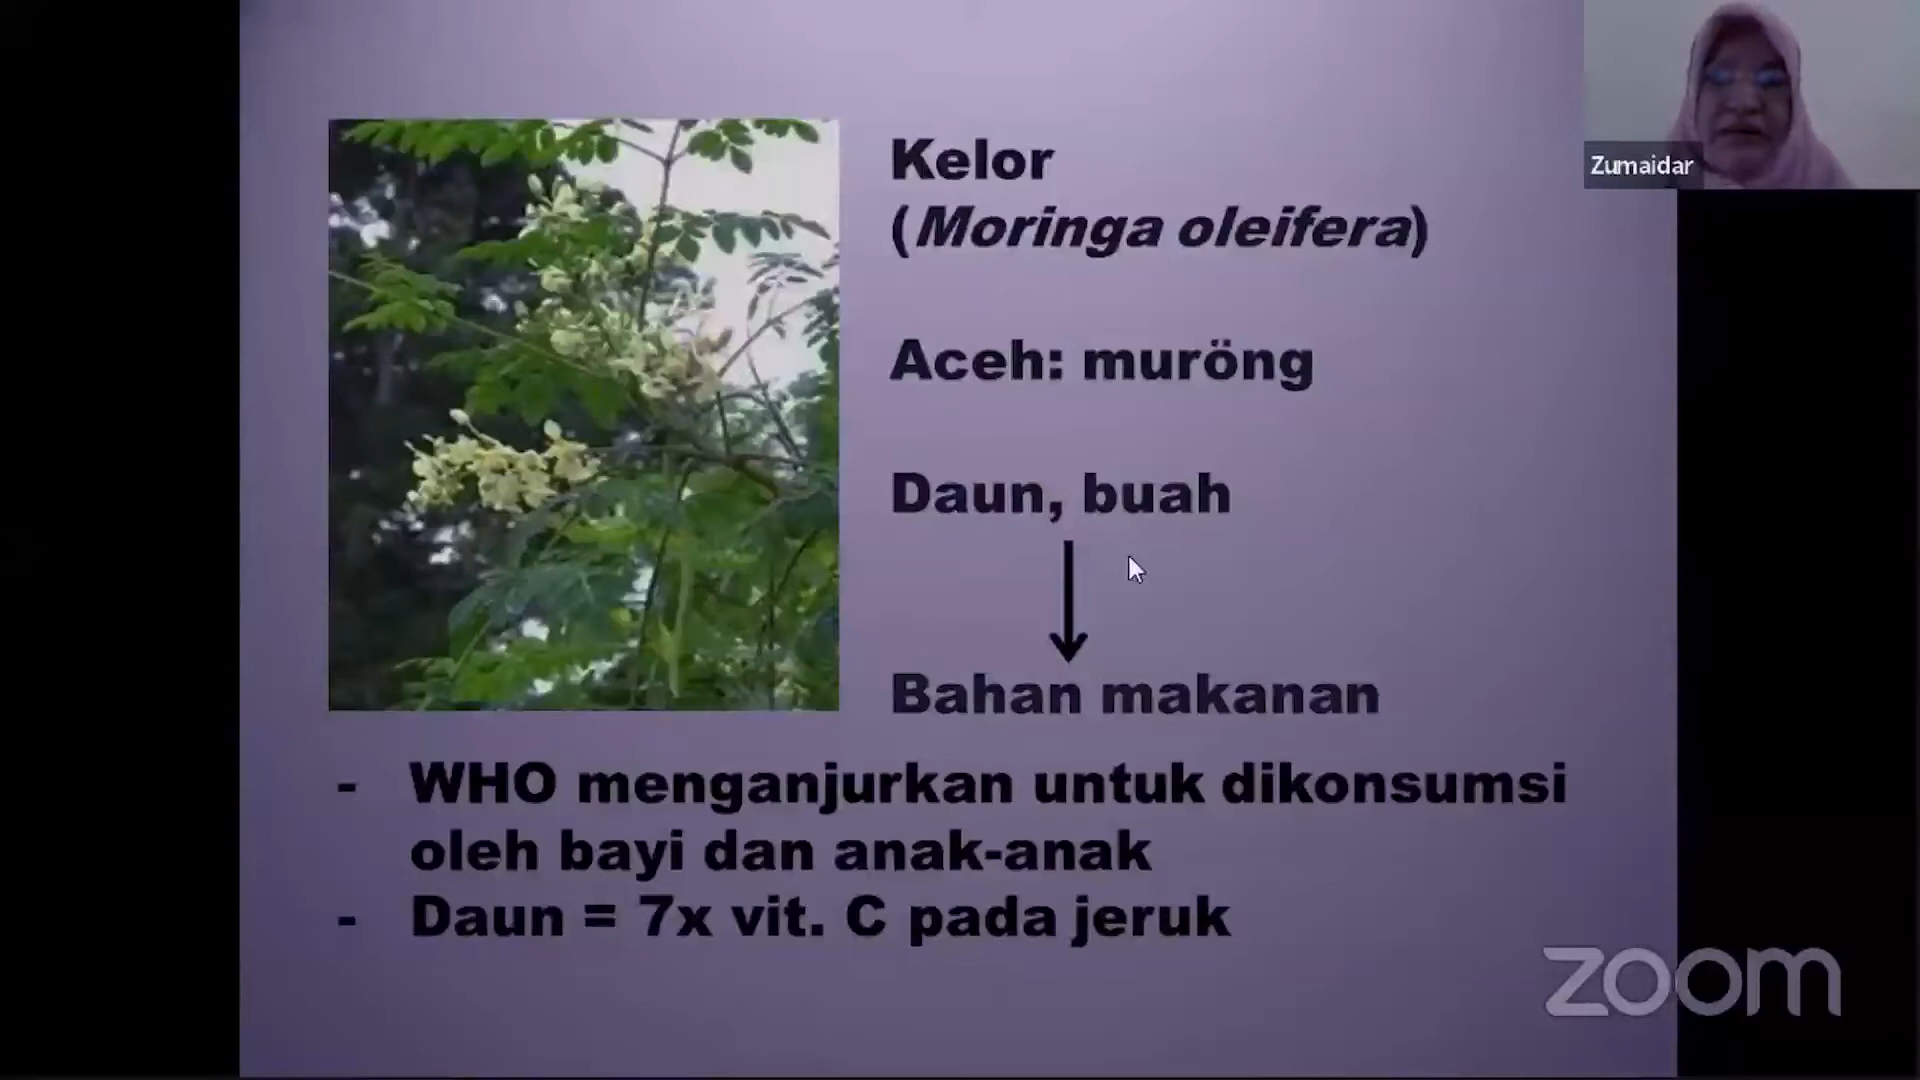 Kelor
(Moringa oleifera)
Aceh: muröng
Daun, buah
Bahan makanan
- WHO menganjurkan untuk dikonsumsi
oleh bayi dan anak-anak
- Daun = 7x vit. C pada jeruk
Zumaidar
zoom